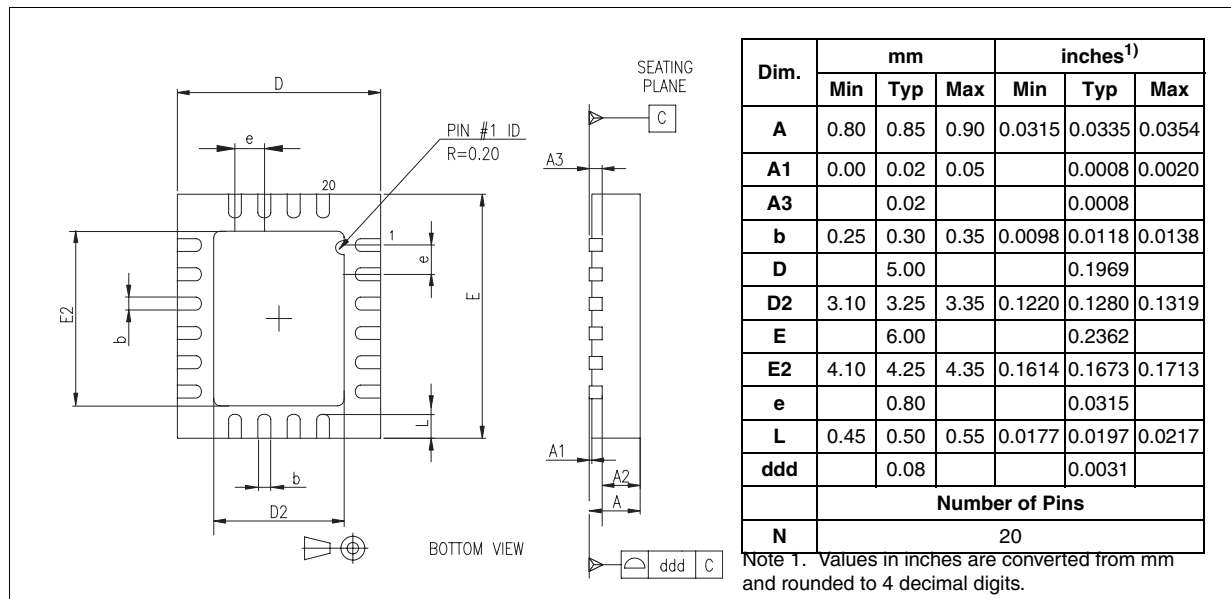 D
e
PIN #1 ID
R=0.20
20
1
e
E
E2
b
L
b
D2
BOTTOM VIEW
SEATING
PLANE
C
A3
A1
A2
A
ddd C
Dim. mm inches1)
Min Typ Max Min Typ Max
A 0.80 0.85 0.90 0.0315 0.0335 0.0354
A1 0.00 0.02 0.05 0.0008 0.0020
A3 0.02 0.0008
b 0.25 0.30 0.35 0.0098 0.0118 0.0138
D 5.00 0.1969
D2 3.10 3.25 3.35 0.1220 0.1280 0.1319
E 6.00 0.2362
E2 4.10 4.25 4.35 0.1614 0.1673 0.1713
e 0.80 0.0315
L 0.45 0.50 0.55 0.0177 0.0197 0.0217
ddd 0.08 0.0031
Number of Pins
N 20
Note 1. Values in inches are converted from mm
and rounded to 4 decimal digits.